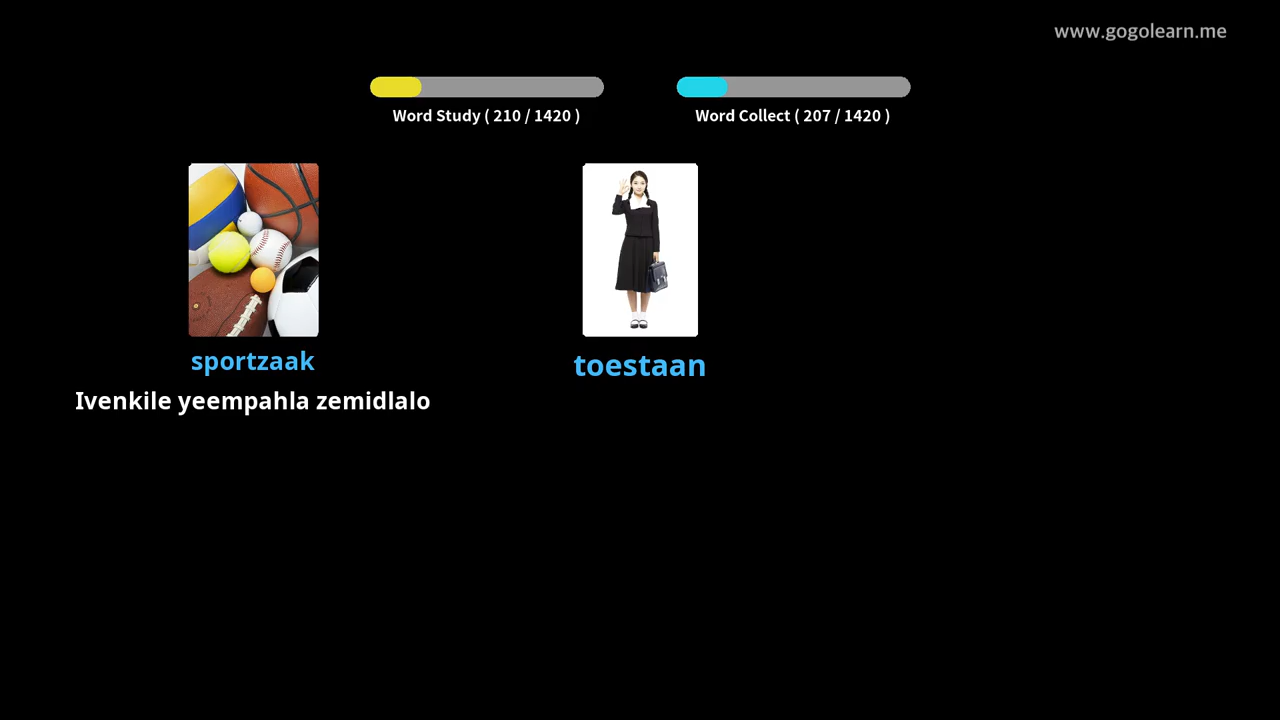 www.gogolearn.me
Word Study ( 210 / 1420 )
Word Collect ( 207 / 1420 )
sportzaak
Ivenkile yeempahla zemidlalo
toestaan